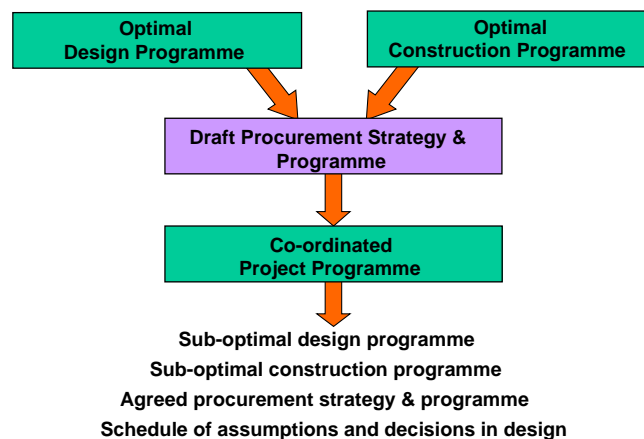 Optimal
Design Programme
Optimal
Construction Programme
Draft Procurement Strategy &
Programme
Co-ordinated
Project Programme
Sub-optimal design programme
Sub-optimal construction programme
Agreed procurement strategy & programme
Schedule of assumptions and decisions in design